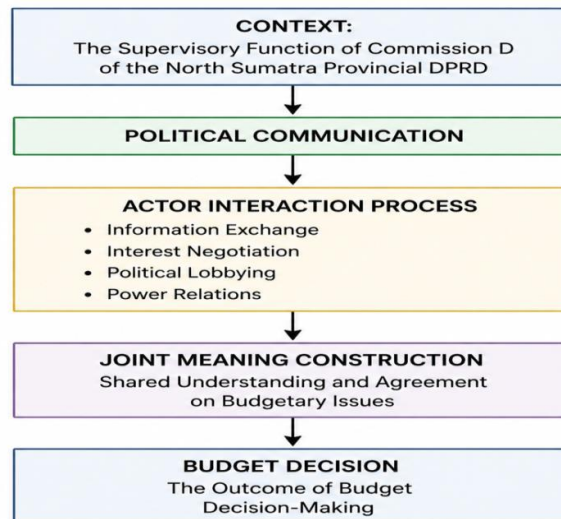 CONTEXT:
The Supervisory Function of Commission D
of the North Sumatra Provincial DPRD
POLITICAL COMMUNICATION
ACTOR INTERACTION PROCESS
• Information Exchange
• Interest Negotiation
• Political Lobbying
• Power Relations
JOINT MEANING CONSTRUCTION
Shared Understanding and Agreement
on Budgetary Issues
BUDGET DECISION
The Outcome of Budget
Decision-Making